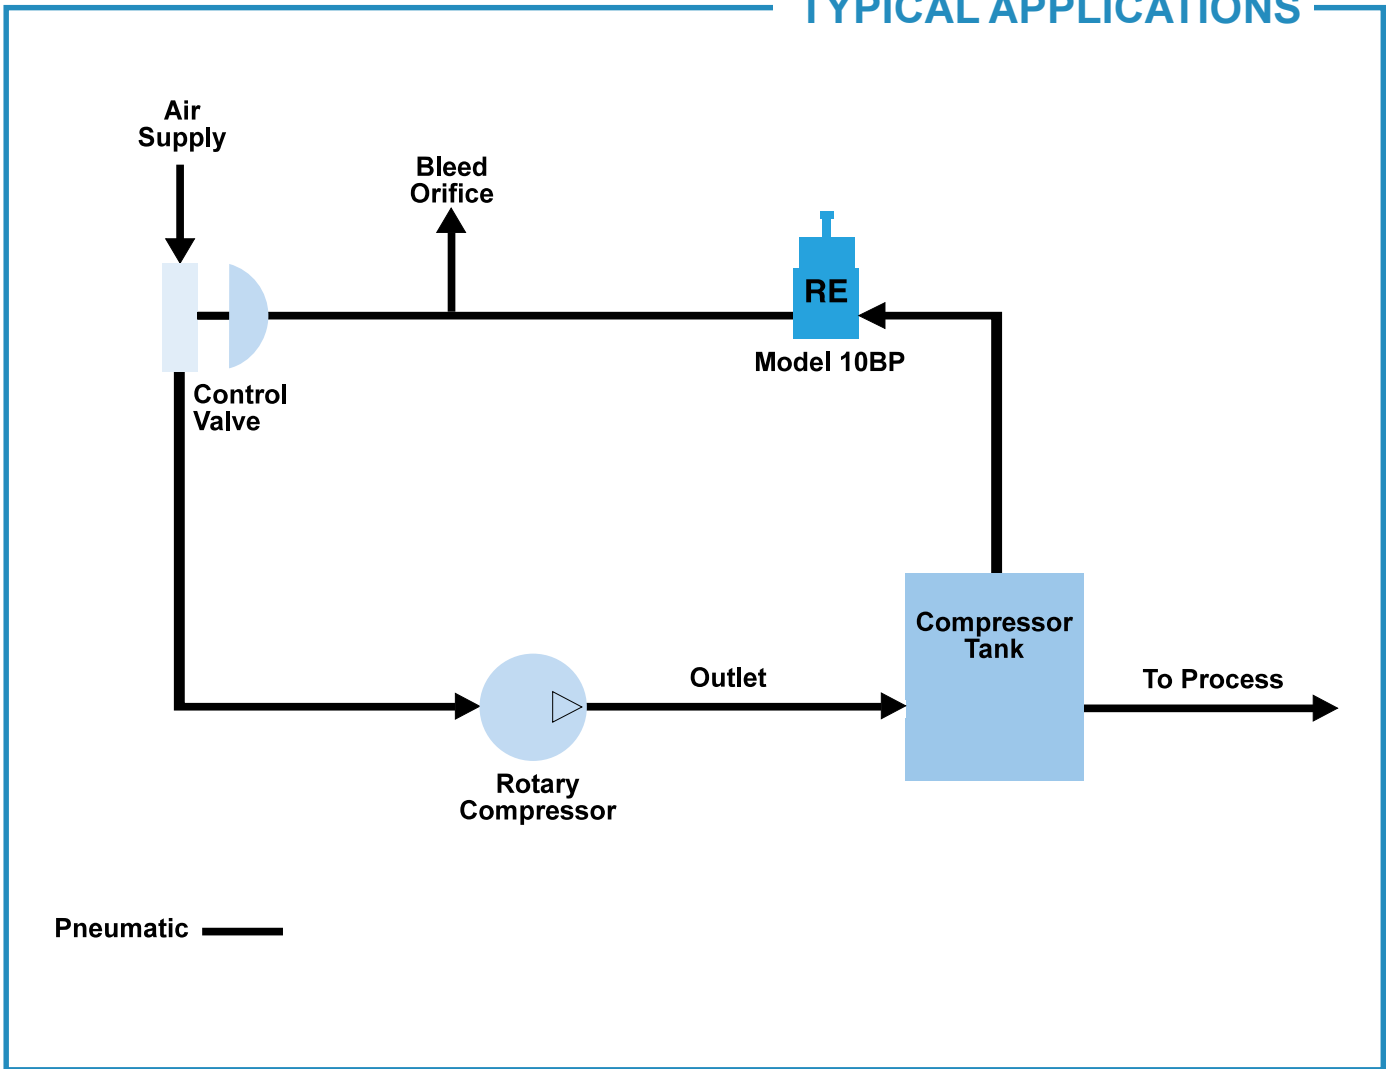 TYPICAL APPLICATIONS
Air
Supply
Bleed
Orifice
RE
Model 10BP
Control
Valve
Compressor
Tank
Outlet
To Process
Rotary
Compressor
Pneumatic